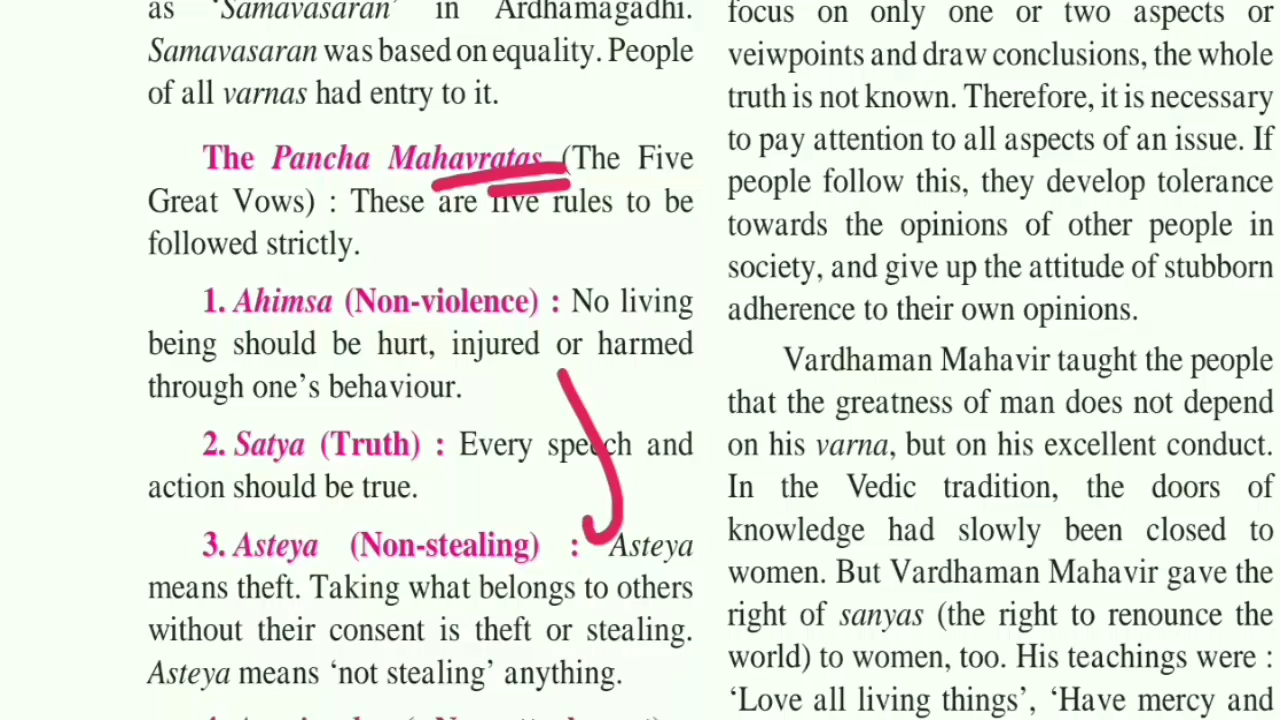 as ‘Samavasaran’ in Ardhamagadhi.
Samavasaran was based on equality. People
of all varnas had entry to it.
The Pancha Mahavratas (The Five
Great Vows) : These are five rules to be
followed strictly.
1. Ahimsa (Non-violence) : No living
being should be hurt, injured or harmed
through one’s behaviour.
2. Satya (Truth) : Every speech and
action should be true.
3. Asteya (Non-stealing) : Asteya
means theft. Taking what belongs to others
without their consent is theft or stealing.
Asteya means ‘not stealing’ anything.
focus on only one or two aspects or
veiwpoints and draw conclusions, the whole
truth is not known. Therefore, it is necessary
to pay attention to all aspects of an issue. If
people follow this, they develop tolerance
towards the opinions of other people in
society, and give up the attitude of stubborn
adherence to their own opinions.
Vardhaman Mahavir taught the people
that the greatness of man does not depend
on his varna, but on his excellent conduct.
In the Vedic tradition, the doors of
knowledge had slowly been closed to
women. But Vardhaman Mahavir gave the
right of sanyas (the right to renounce the
world) to women, too. His teachings were :
‘Love all living things’, ‘Have mercy and